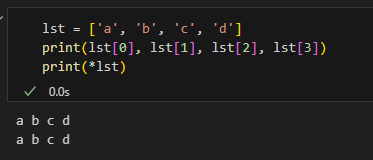 lst = ['a', 'b', 'c', 'd']
print(lst[0], lst[1], lst[2], lst[3])
print(*lst)
0.0s
a b c d
a b c d